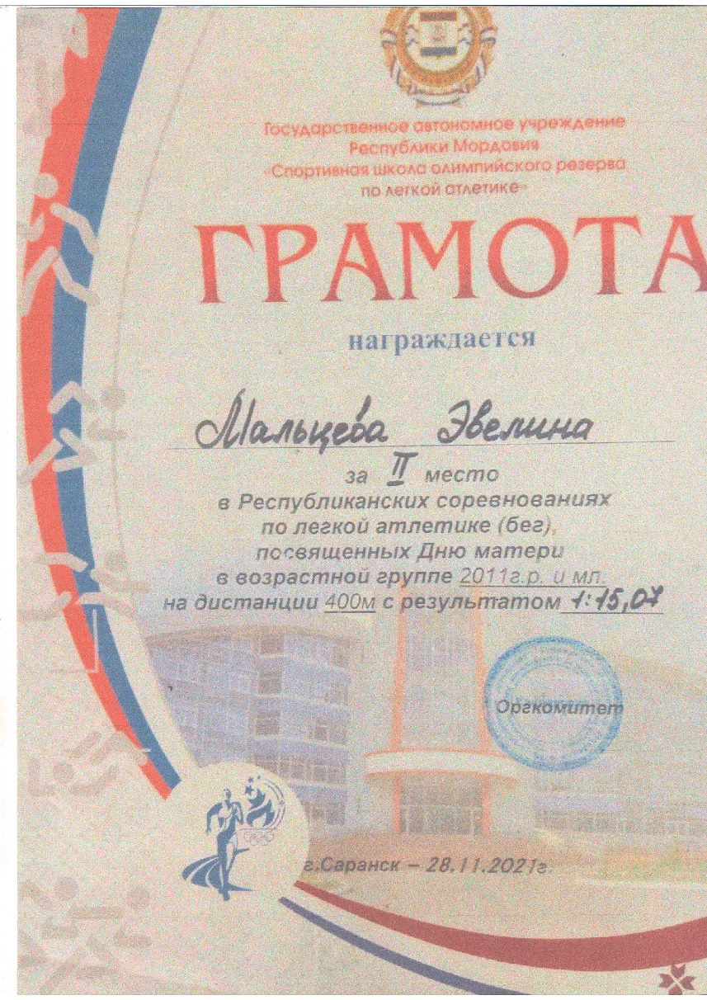 Государственное автономное учреждение
Республики Мордовия
«Спортивная школа олимпийского резерва
по легкой атлетике»
ГРАМОТА
награждается
Мальцева Эвелина
за II место
в Республиканских соревнованиях
по легкой атлетике (бег),
посвященных Дню матери
в возрастной группе 2011г.р. и мл.
на дистанции 400м с результатом 1:15,07
Оргкомитет
г.Саранск – 28.11.2021г.